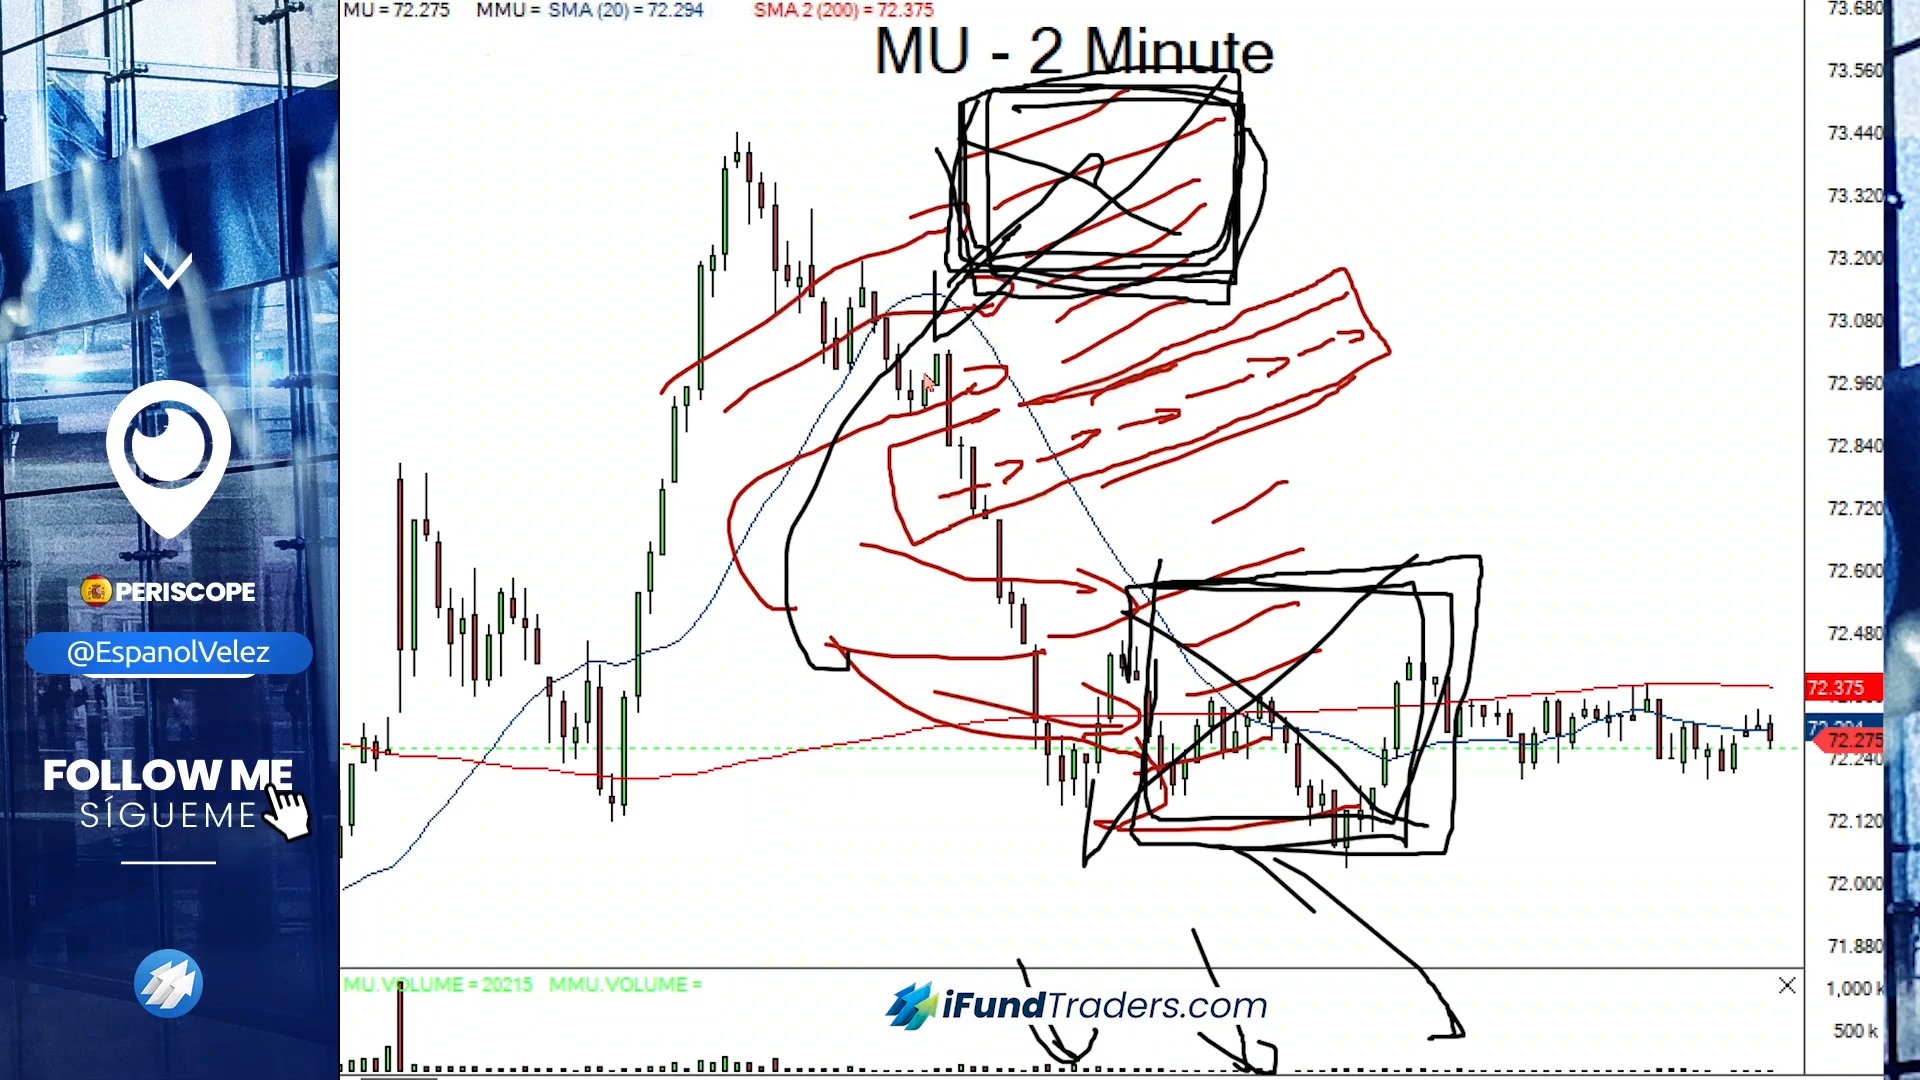 MU = 72.275 MMU = SMA (20) = 72.294 SMA 2 (200) = 72.375
MU - 2 Minute
73.680
73.560
73.440
73.320
73.200
73.080
72.960
72.840
72.720
72.600
72.480
72.375
72.294
72.275
72.240
72.120
72.000
71.880
PERISCOPE
@EspanolVelez
FOLLOW ME
SÍGUEME
MU.VOLUME = 20215 MMU.VOLUME =
iFundTraders.com
1,000 k
500 k